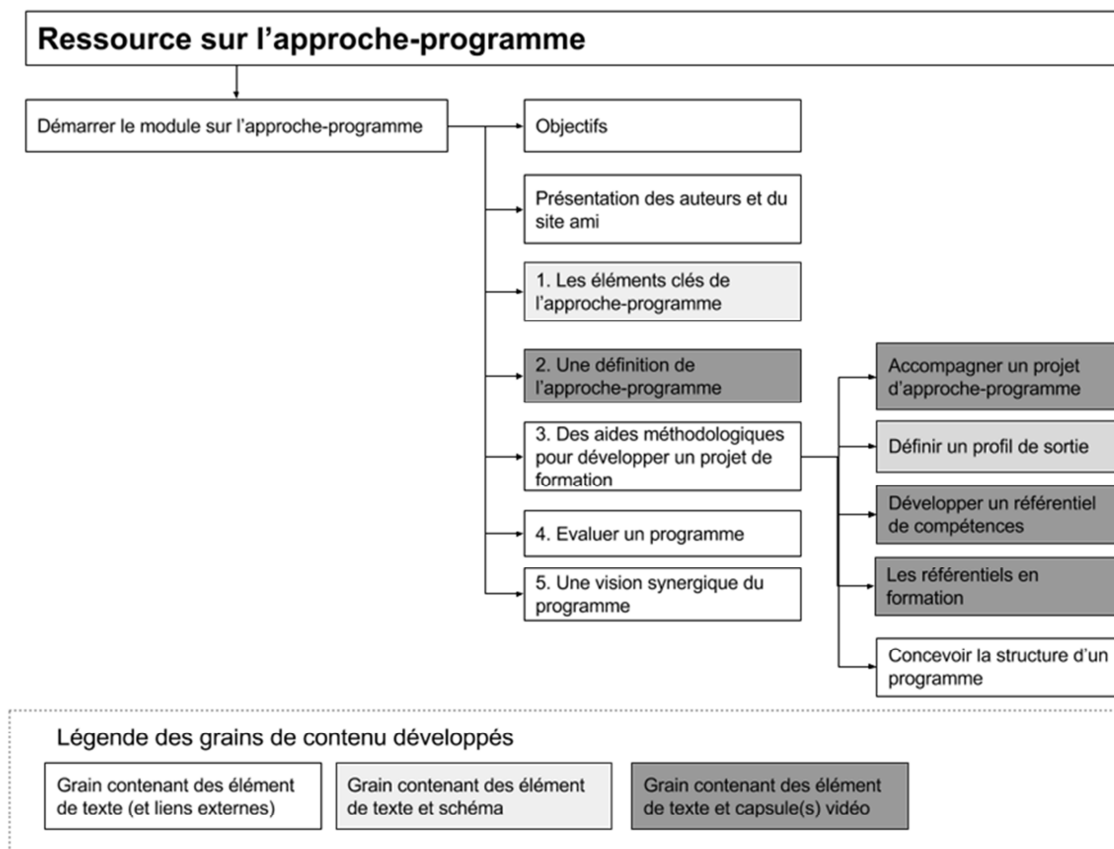 Ressource sur l’approche-programme
Démarrer le module sur l’approche-programme
Objectifs
Présentation des auteurs et du
site ami
1. Les éléments clés de
l’approche-programme
2. Une définition de
l’approche-programme
3. Des aides méthodologiques
pour développer un projet de
formation
4. Evaluer un programme
5. Une vision synergique du
programme
Accompagner un projet
d’approche-programme
Définir un profil de sortie
Développer un référentiel
de compétences
Les référentiels en
formation
Concevoir la structure d’un
programme
Légende des grains de contenu développés
Grain contenant des élément
de texte (et liens externes)
Grain contenant des élément
de texte et schéma
Grain contenant des élément
de texte et capsule(s) vidéo